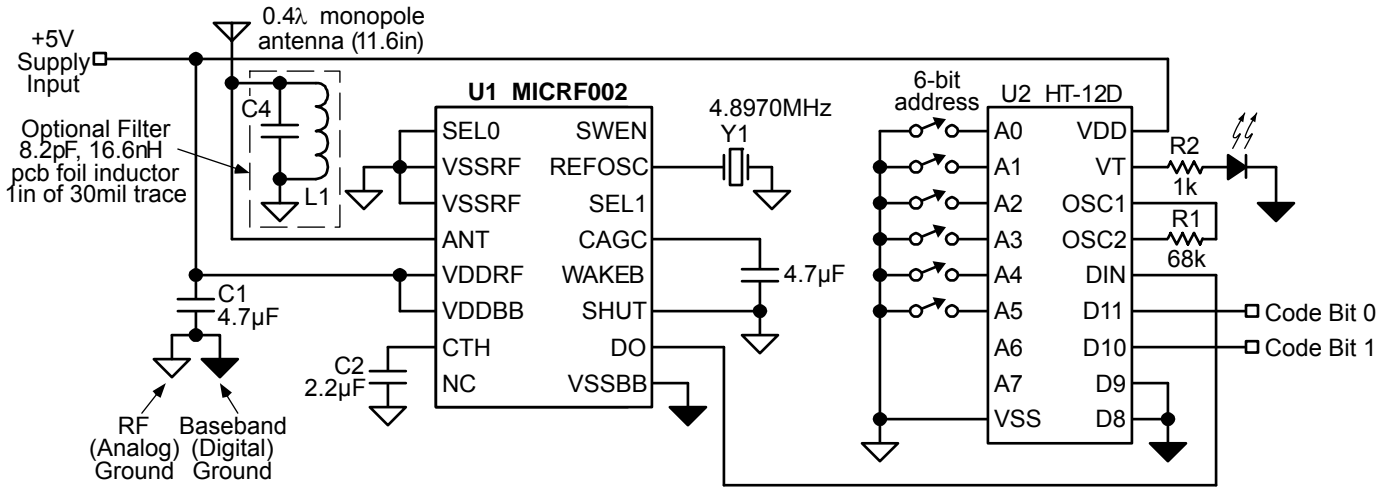 0.4λ monopole
antenna (11.6in)
+5V
Supply
Input
C4
Optional Filter
8.2pF, 16.6nH
pcb foil inductor
1in of 30mil trace
L1
C1
4.7µF
C2
2.2µF
RF
(Analog)
Ground
Baseband
(Digital)
Ground
U1 MICRF002
SEL0
VSSRF
VSSRF
ANT
VDDRF
VDDBB
CTH
NC
SWEN
REFOSC
SEL1
CAGC
WAKEB
SHUT
DO
VSSBB
4.8970MHz
Y1
4.7µF
6-bit
address
U2 HT-12D
A0
A1
A2
A3
A4
A5
A6
A7
VSS
VDD
VT
OSC1
OSC2
DIN
D11
D10
D9
D8
R2
1k
R1
68k
Code Bit 0
Code Bit 1